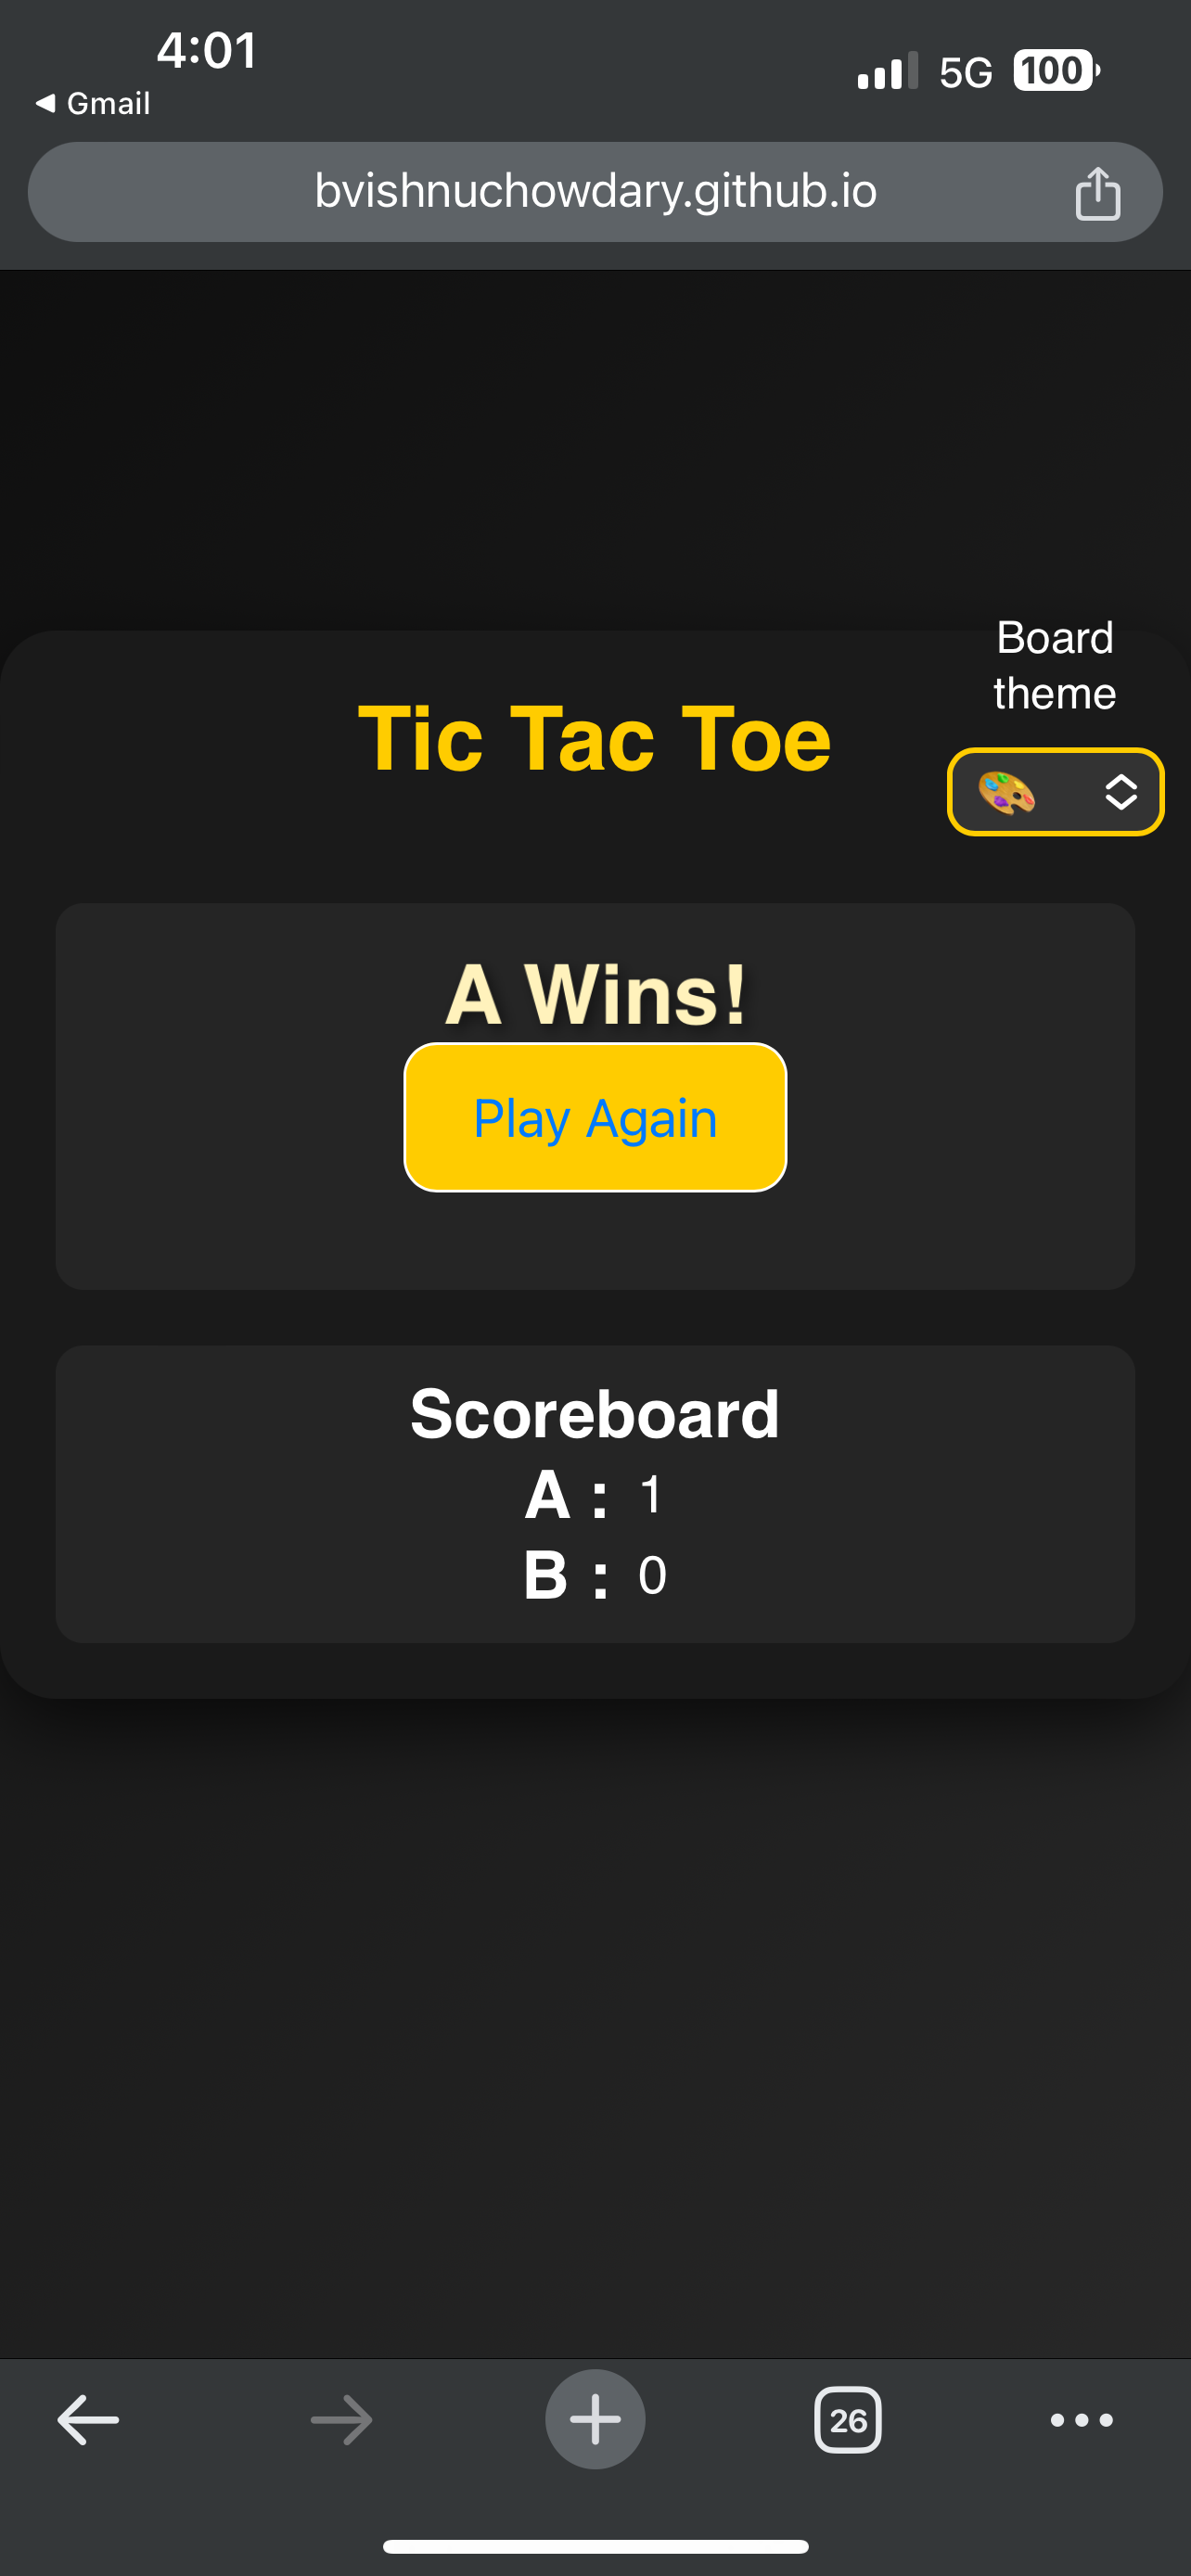 4:01
5G 100
Gmail
bvishnuchowdary.github.io
Board
theme
Tic Tac Toe
A Wins!
Play Again
Scoreboard
A : 1
B : 0
26